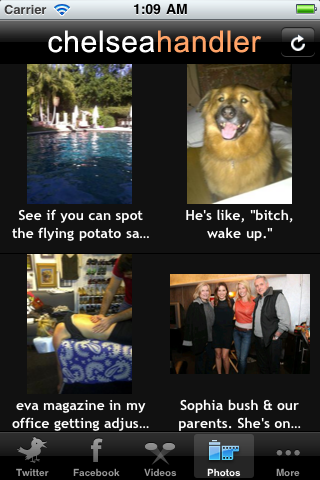 Carrier 1:09 AM
chelseahandler
See if you can spot
the flying potato sa...
He's like, "bitch,
wake up."
eva magazine in my
office getting adjus...
Sophia bush & our
parents. She's on...
Twitter Facebook Videos Photos More